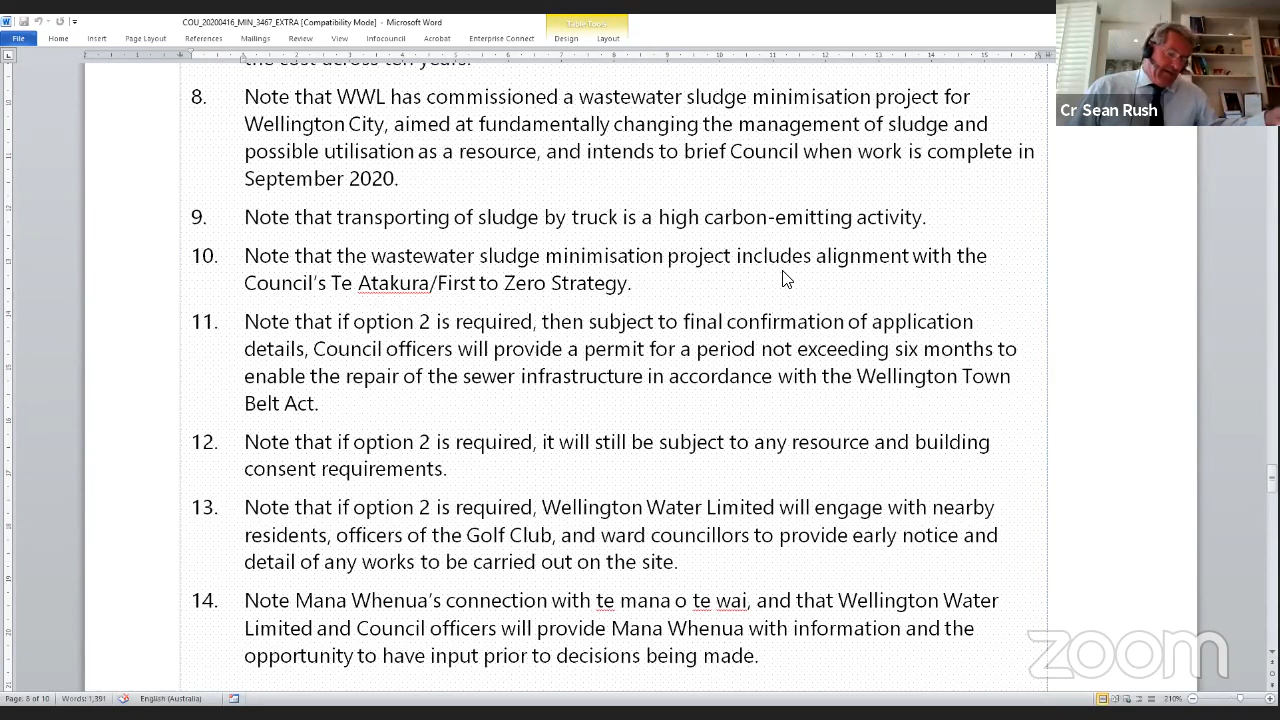 COU_20200416_MIN_3467_EXTRA [Compatibility Mode] - Microsoft Word
Table Tools
File Home Insert Page Layout References Mailings Review View Infocouncil Acrobat Enterprise Connect Design Layout
the cost across ten years.
8. Note that WWL has commissioned a wastewater sludge minimisation project for
Wellington City, aimed at fundamentally changing the management of sludge and
possible utilisation as a resource, and intends to brief Council when work is complete in
September 2020.
9. Note that transporting of sludge by truck is a high carbon-emitting activity.
10. Note that the wastewater sludge minimisation project includes alignment with the
Council's Te Atakura/First to Zero Strategy.
11. Note that if option 2 is required, then subject to final confirmation of application
details, Council officers will provide a permit for a period not exceeding six months to
enable the repair of the sewer infrastructure in accordance with the Wellington Town
Belt Act.
12. Note that if option 2 is required, it will still be subject to any resource and building
consent requirements.
13. Note that if option 2 is required, Wellington Water Limited will engage with nearby
residents, officers of the Golf Club, and ward councillors to provide early notice and
detail of any works to be carried out on the site.
14. Note Mana Whenua's connection with te mana o te wai, and that Wellington Water
Limited and Council officers will provide Mana Whenua with information and the
opportunity to have input prior to decisions being made.
Cr Sean Rush
zoom
Page: 8 of 10 Words: 1,391 English (Australia) 210%